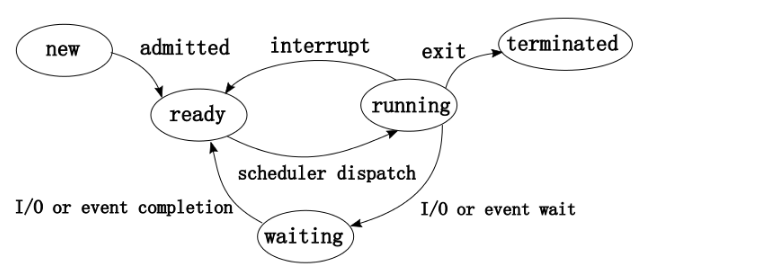 new
admitted
interrupt
exit
terminated
ready
running
scheduler dispatch
I/O or event completion
I/O or event wait
waiting